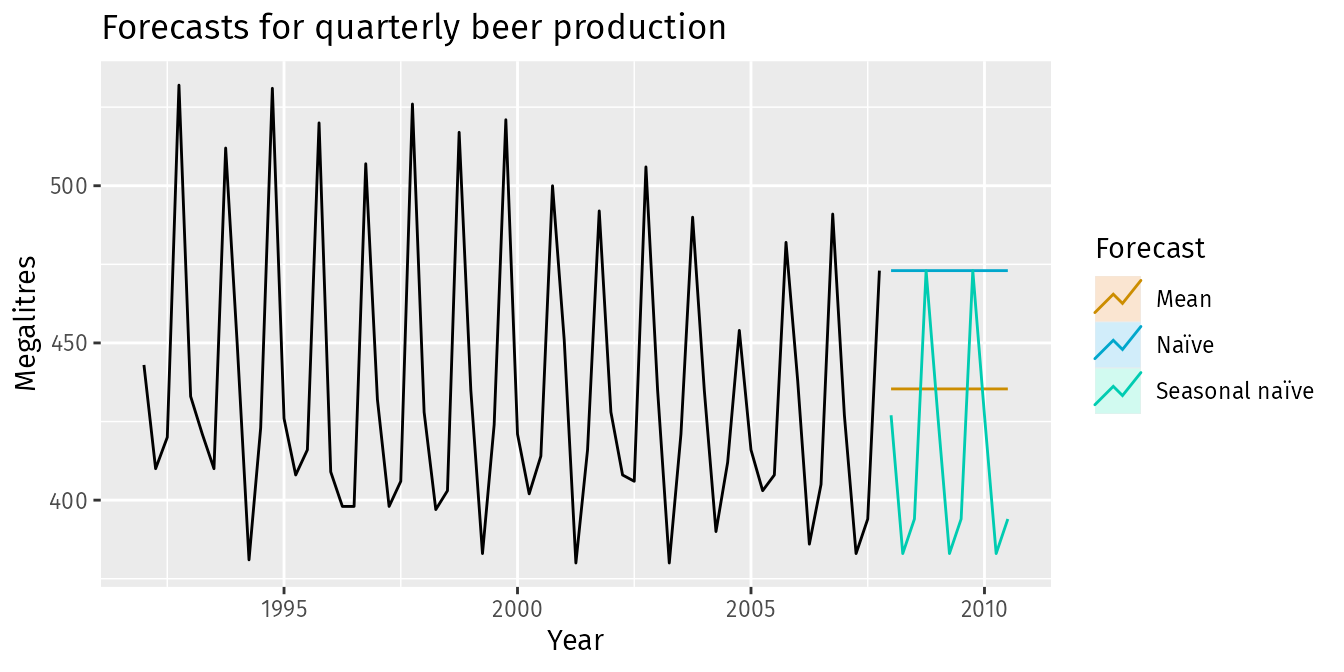 Forecasts for quarterly beer production
Megalitres
500
450
400
1995
2000
2005
2010
Year
Forecast
Mean
Naïve
Seasonal naïve